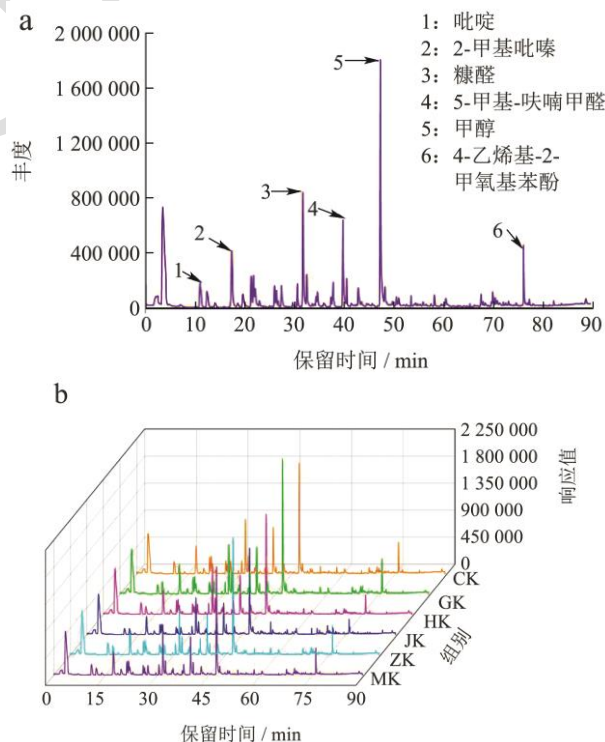 a
1：吡啶
2：2-甲基吡嗪
3：糠醛
4：5-甲基-呋喃甲醛
5：甲醇
6：4-乙烯基-2-
甲氧基苯酚
丰度
2 000 000
1 600 000
1 200 000
800 000
400 000
0
1
2
3
4
5
6
0 10 20 30 40 50 60 70 80 90
保留时间 / min
b
2 250 000
1 800 000
1 350 000
900 000
450 000
0
响应值
CK
GK
HK
JK
ZK
MK
组别
0 15 30 45 60 75 90
保留时间 / min